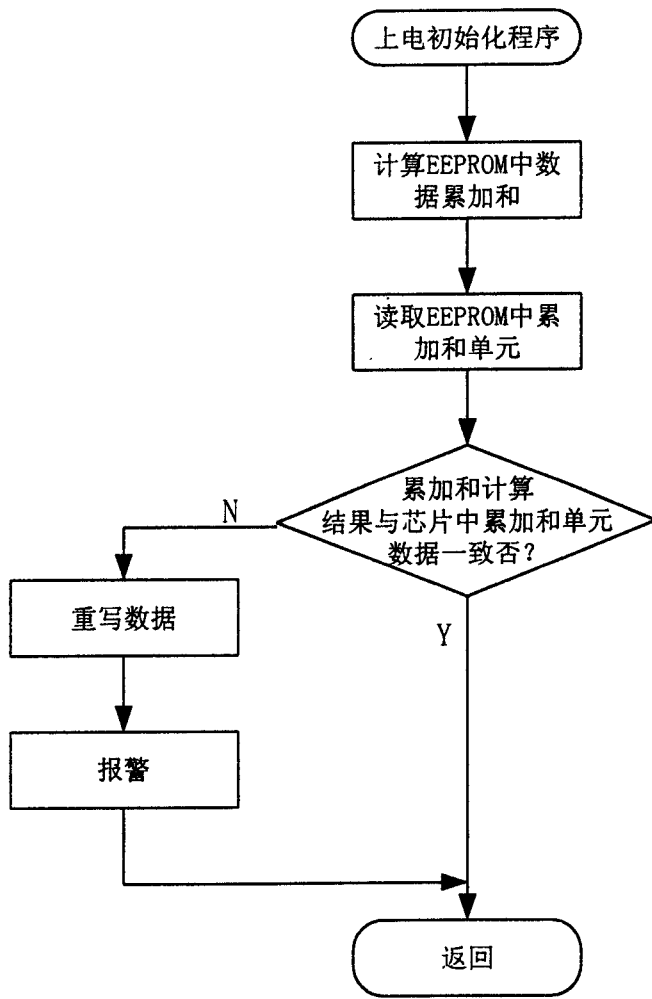 上电初始化程序
计算EEPROM中数
据累加和
读取EEPROM中累
加和单元
累加和计算
结果与芯片中累加和单元
数据一致否？
N
重写数据
Y
报警
返回